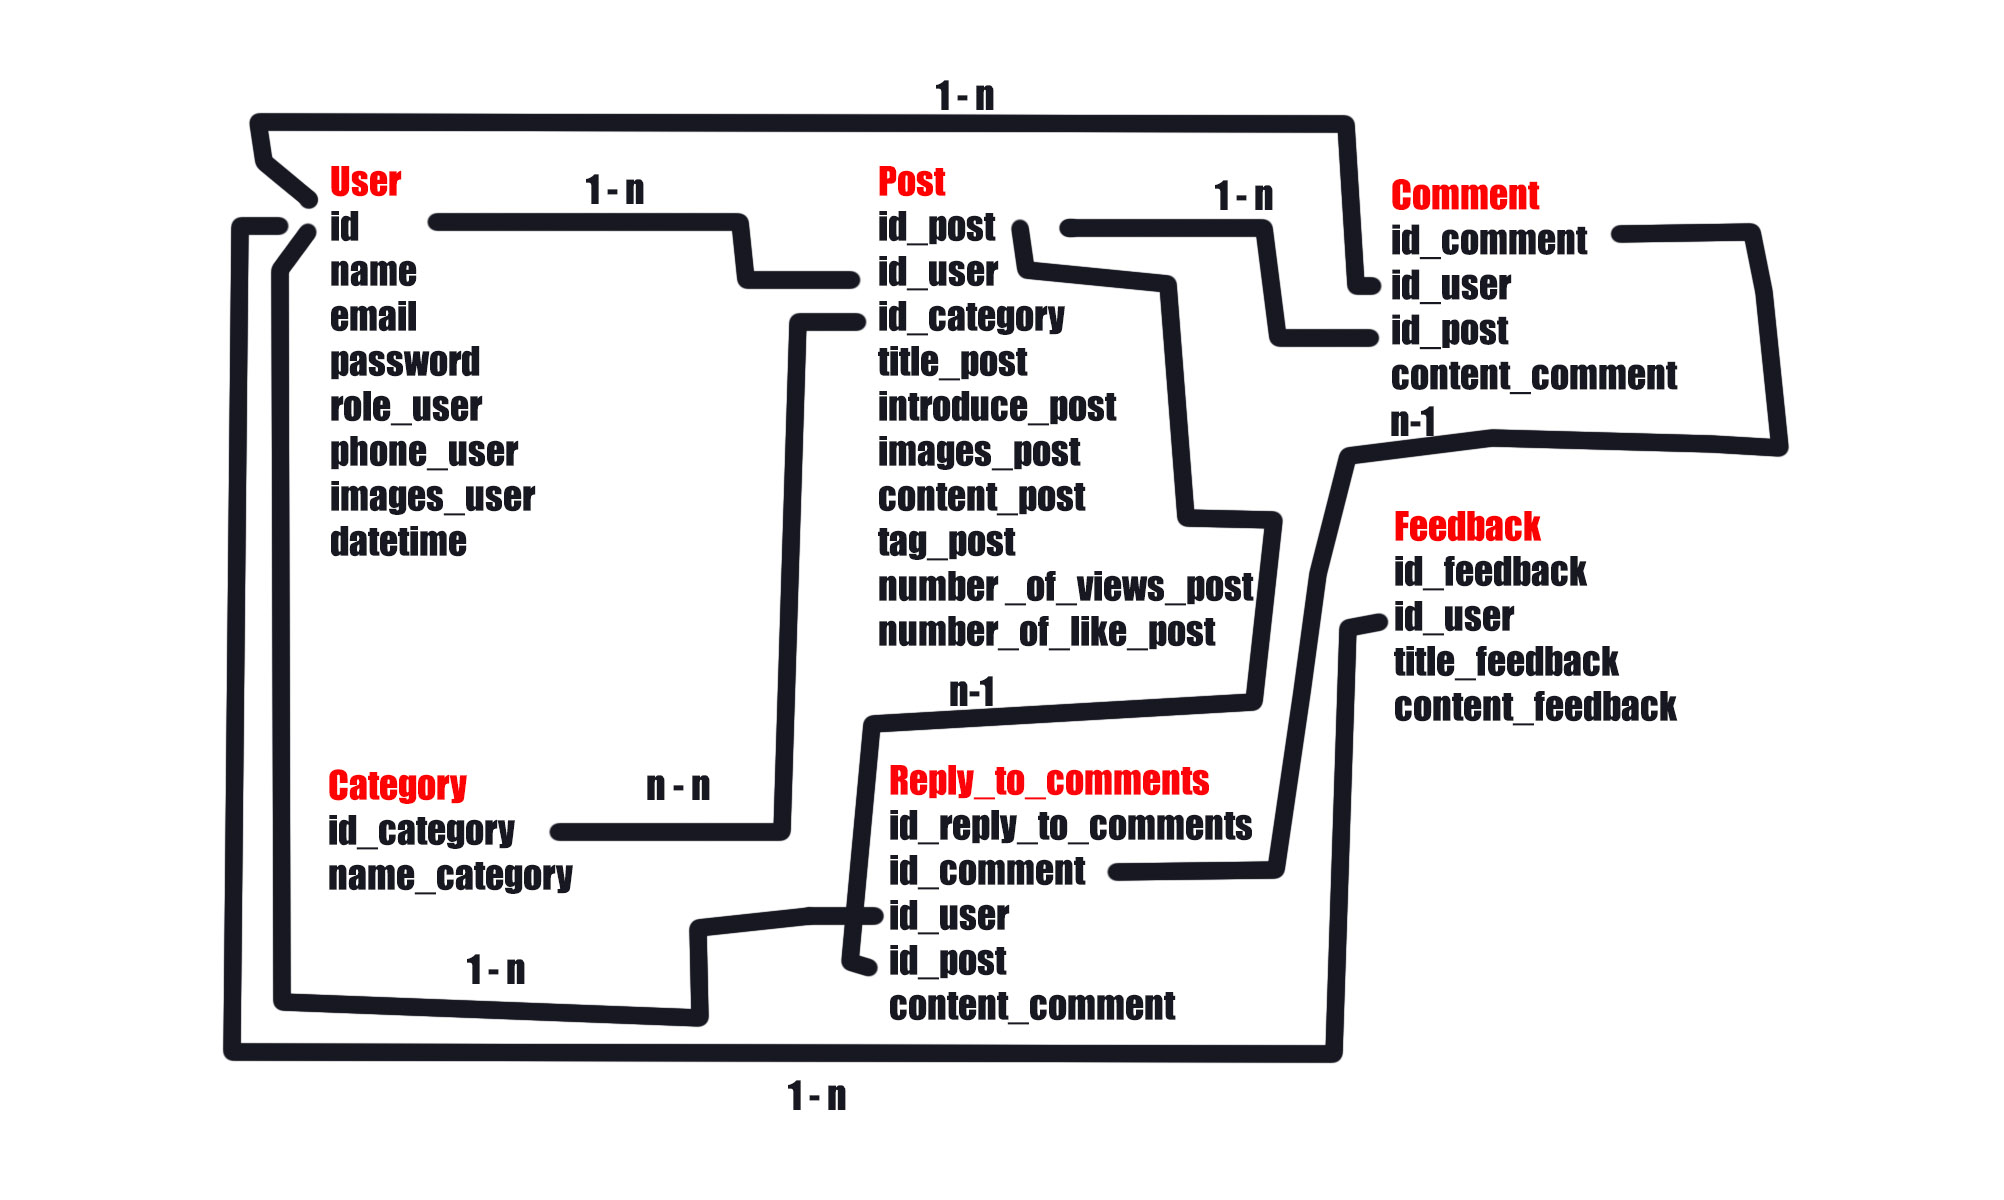 1 - n
User
id
name
email
password
role_user
phone_user
images_user
datetime
1 - n
Post
id_post
id_user
id_category
title_post
introduce_post
images_post
content_post
tag_post
number _of_views_post
number_of_like_post
1 - n
Comment
id_comment
id_user
id_post
content_comment
n-1
Feedback
id_feedback
id_user
title_feedback
content_feedback
n-1
Category
id_category
name_category
n - n
Reply_to_comments
id_reply_to_comments
id_comment
id_user
id_post
content_comment
1 - n
1 - n